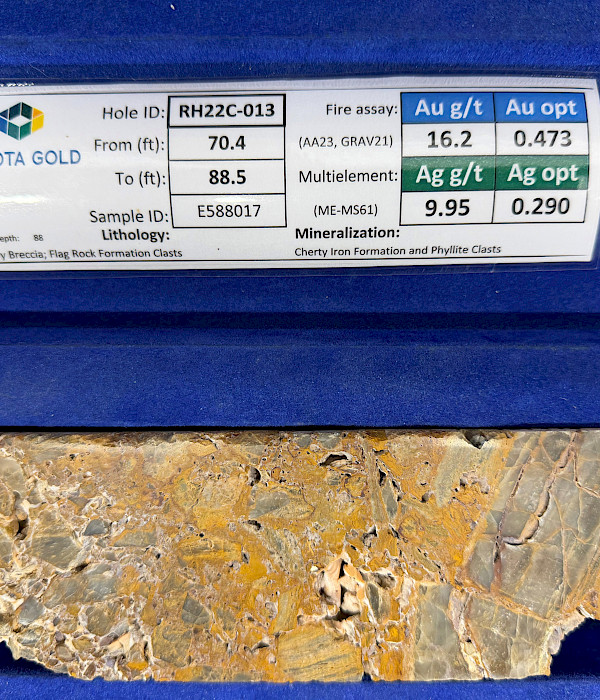 Hole ID: RH22C-013 Fire assay: Au g/t Au opt
From (ft): 70.4 (AA23, GRAV21) 16.2 0.473
OTA GOLD
To (ft): 88.5 Multielement: Ag g/t Ag opt
Sample ID: E588017 (ME-MS61) 9.95 0.290
epth: 88 Lithology: Mineralization:
y Breccia; Flag Rock Formation Clasts Cherty Iron Formation and Phyllite Clasts